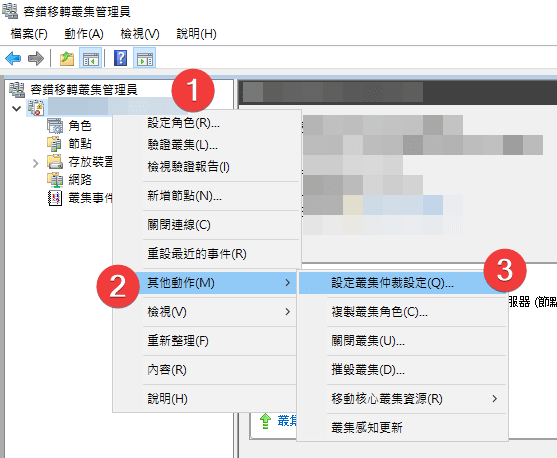 容錯移轉叢集管理員
檔案(F) 動作(A) 檢視(V) 說明(H)
容錯移轉叢集管理員
角色
節點
存放裝置
網路
叢集事件
1
設定角色(R)...
驗證叢集(L)...
檢視驗證報告(I)
新增節點(N)...
關閉連線(C)
重設最近的事件(R)
2
其他動作(M)
檢視(V)
重新整理(F)
內容(R)
說明(H)
3
設定叢集仲裁設定(Q)...
複製叢集角色(C)...
關閉叢集(U)...
摧毀叢集(D)...
移動核心叢集資源(R)
叢集感知更新
服器 (節點
叢集